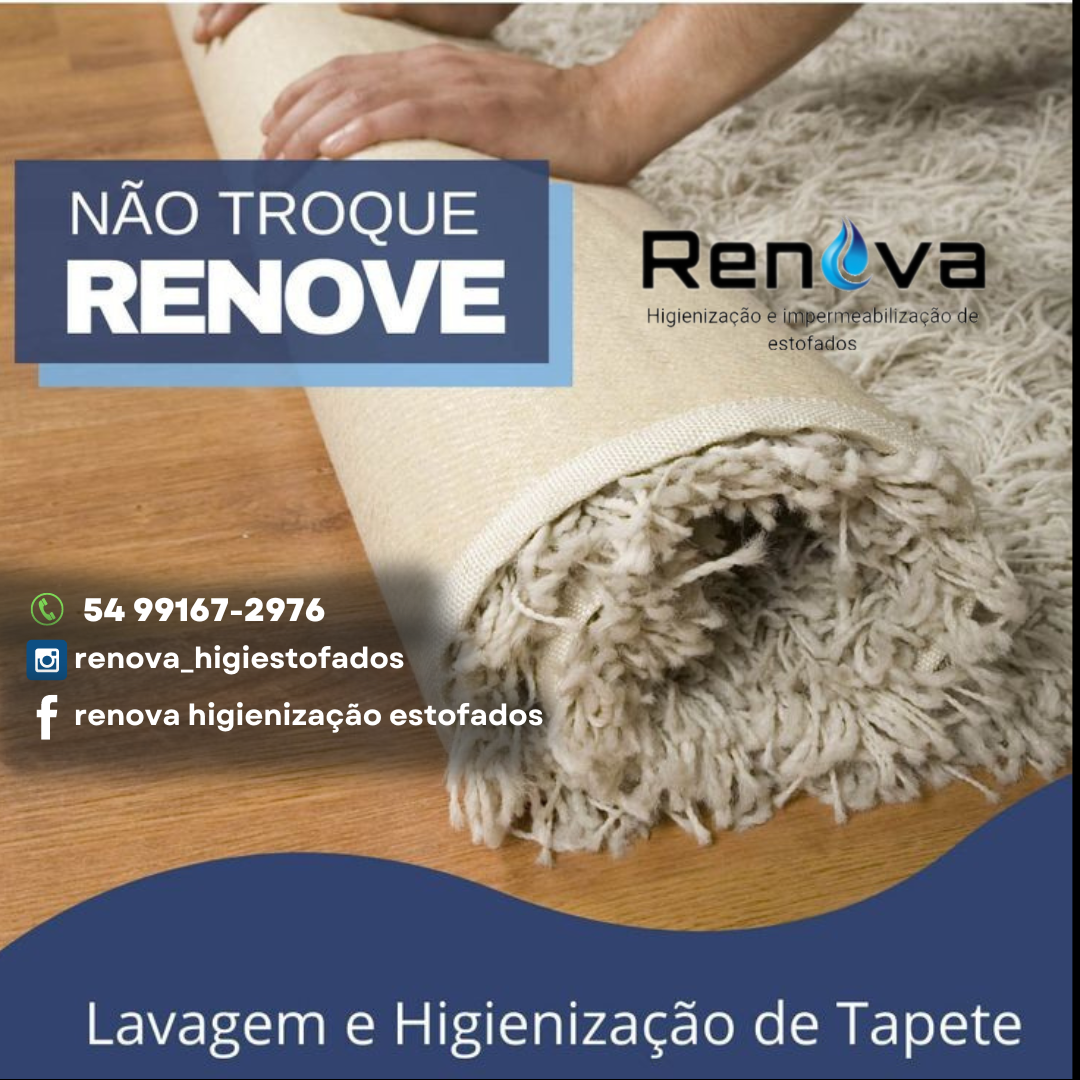 NÃO TROQUE
RENOVE
Renova
Higienização e impermeabilização de
estofados
54 99167-2976
renova_higiestofados
renova higienização estofados
Lavagem e Higienização de Tapete